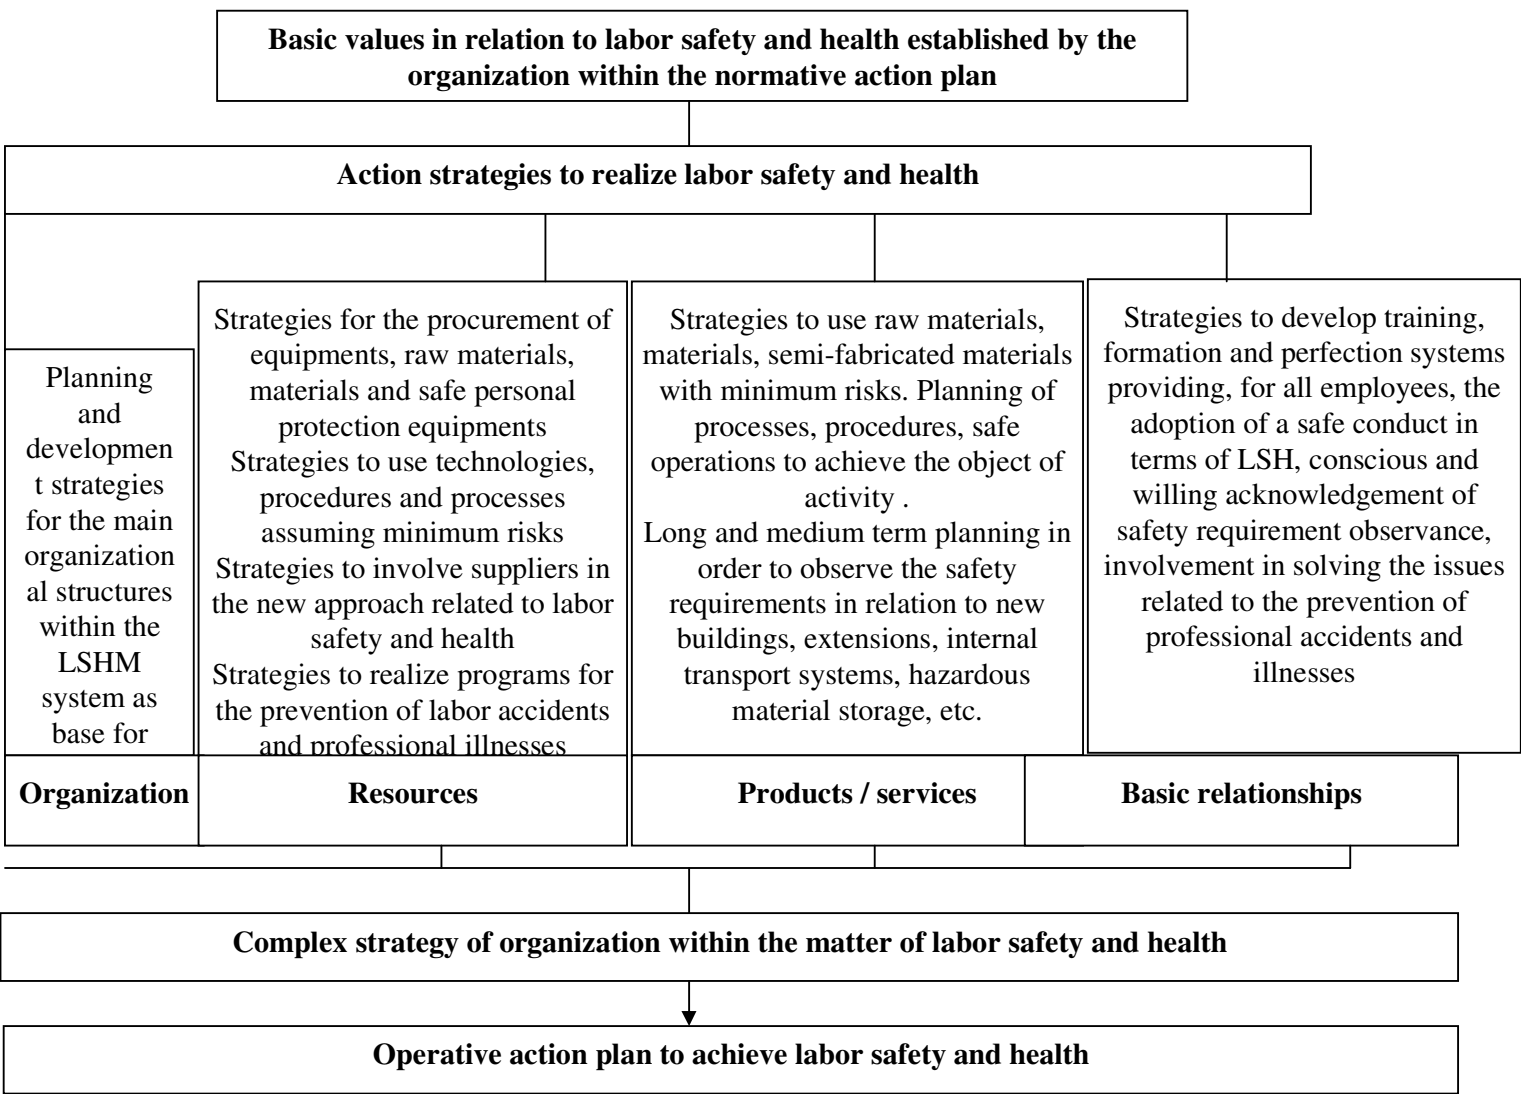 Basic values in relation to labor safety and health established by the
organization within the normative action plan
Action strategies to realize labor safety and health
Planning
and
developmen
t strategies
for the main
organization
al structures
within the
LSHM
system as
base for
Strategies for the procurement of
equipments, raw materials,
materials and safe personal
protection equipments
Strategies to use technologies,
procedures and processes
assuming minimum risks
Strategies to involve suppliers in
the new approach related to labor
safety and health
Strategies to realize programs for
the prevention of labor accidents
and professional illnesses
Strategies to use raw materials,
materials, semi-fabricated materials
with minimum risks. Planning of
processes, procedures, safe
operations to achieve the object of
activity .
Long and medium term planning in
order to observe the safety
requirements in relation to new
buildings, extensions, internal
transport systems, hazardous
material storage, etc.
Strategies to develop training,
formation and perfection systems
providing, for all employees, the
adoption of a safe conduct in
terms of LSH, conscious and
willing acknowledgement of
safety requirement observance,
involvement in solving the issues
related to the prevention of
professional accidents and
illnesses
Organization
Resources
Products / services
Basic relationships
Complex strategy of organization within the matter of labor safety and health
Operative action plan to achieve labor safety and health